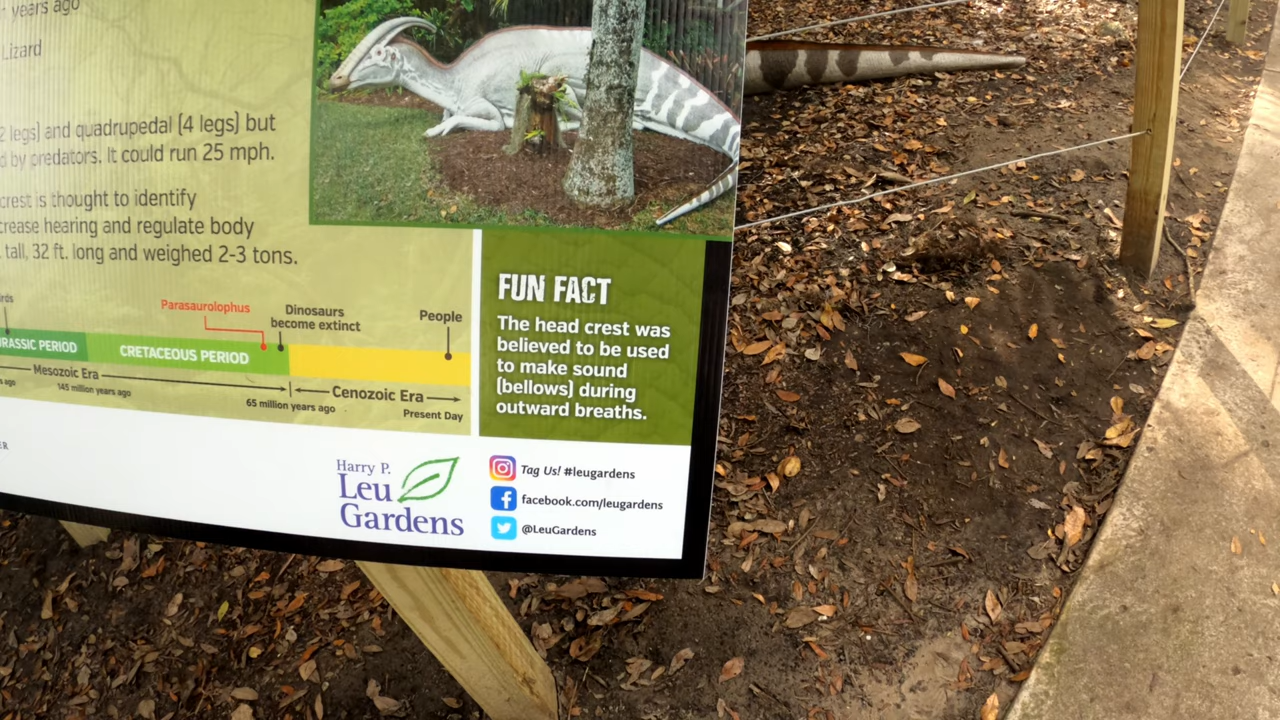 years ago
Lizard
2 legs) and quadrupedal (4 legs) but
d by predators. It could run 25 mph.
crest is thought to identify
crease hearing and regulate body
tall, 32 ft. long and weighed 2-3 tons.
Parasaurolophus
Dinosaurs
become extinct
People
RASSIC PERIOD
CRETACEOUS PERIOD
Mesozoic Era
Cenozoic Era
ago
145 million years ago
65 million years ago
Present Day
FUN FACT
The head crest was
believed to be used
to make sound
(bellows) during
outward breaths.
Harry P.
Leu
Gardens
Tag Us! #leugardens
facebook.com/leugardens
@LeuGardens